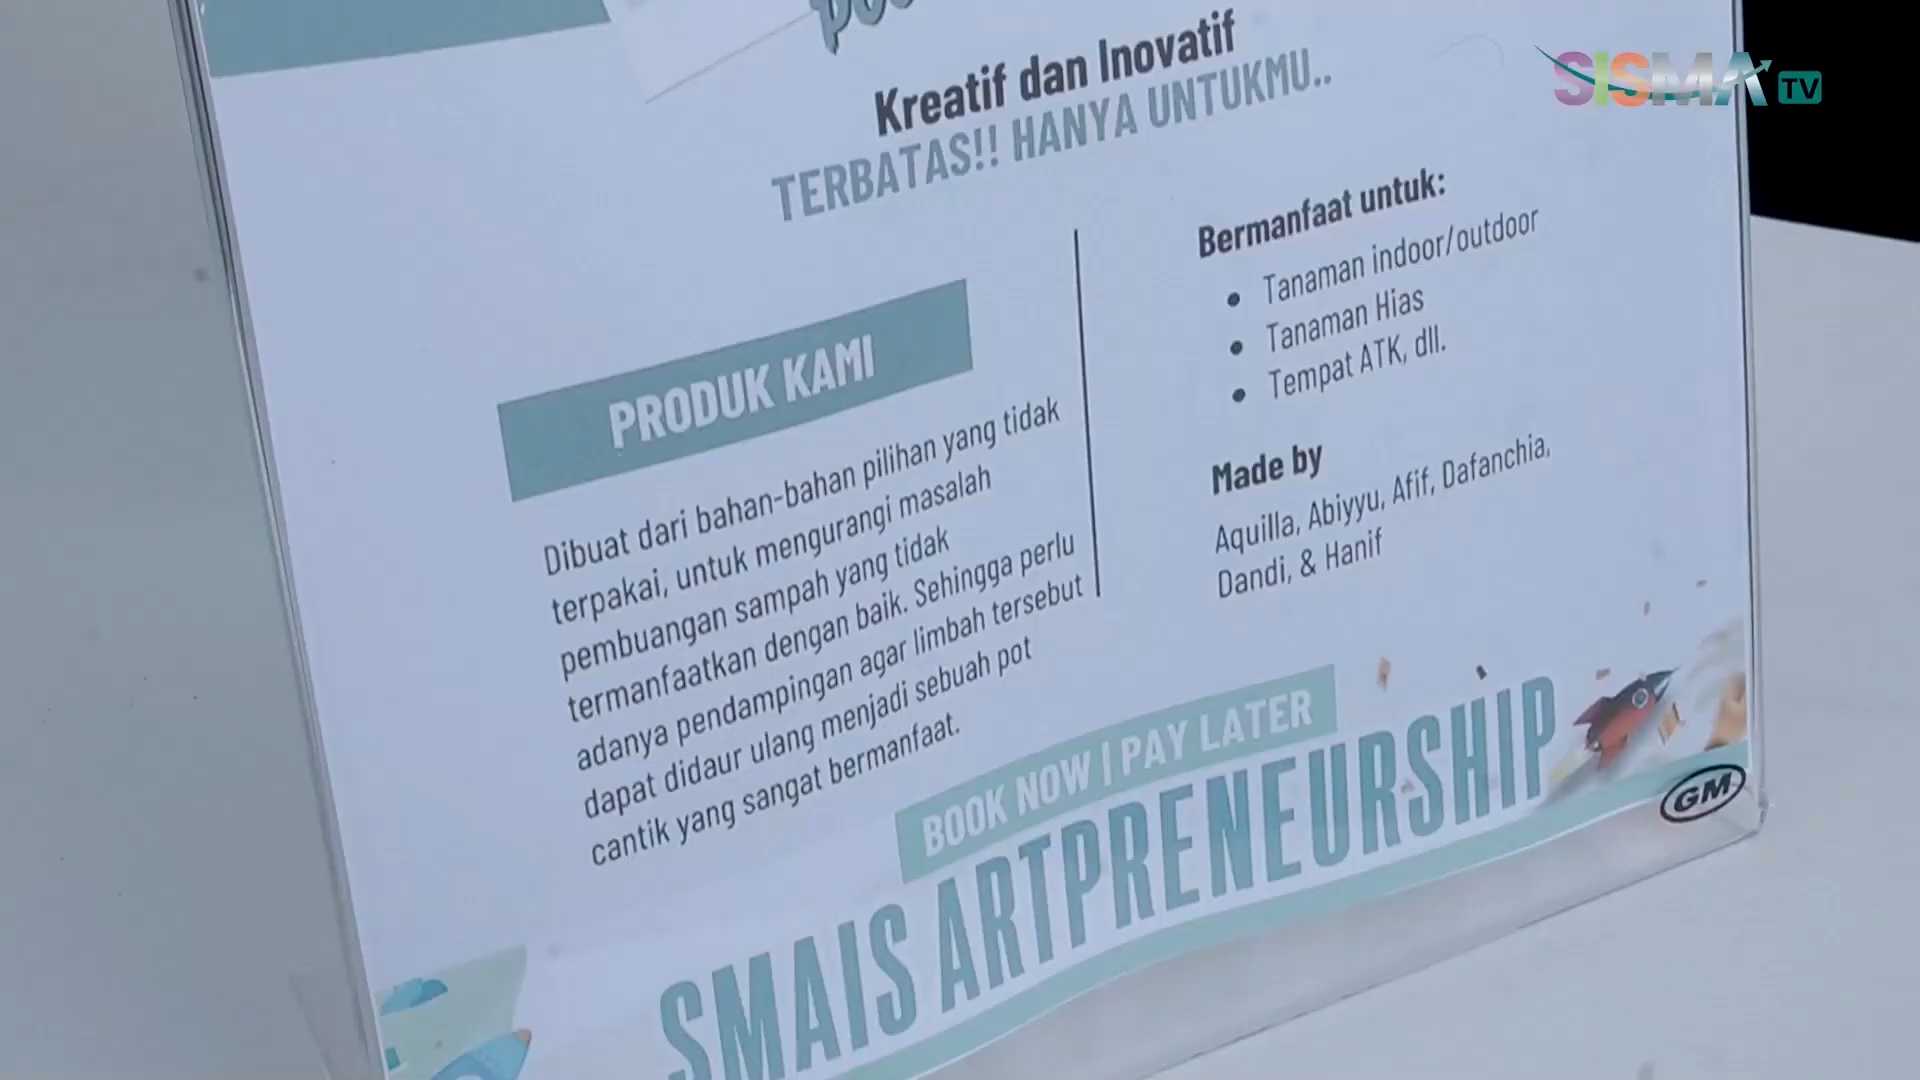 Kreatif dan Inovatif
TERBATAS!! HANYA UNTUKMU..
SISMA TV
PRODUK KAMI
Dibuat dari bahan-bahan pilihan yang tidak
terpakai, untuk mengurangi masalah
pembuangan sampah yang tidak
termanfaatkan dengan baik. Sehingga perlu
adanya pendampingan agar limbah tersebut
dapat didaur ulang menjadi sebuah pot
cantik yang sangat bermanfaat.
Bermanfaat untuk:
• Tanaman indoor/outdoor
• Tanaman Hias
• Tempat ATK, dll.
Made by
Aquilla, Abiyyu, Afif, Dafanchia,
Dandi, & Hanif
BOOK NOW | PAY LATER
SMAIS ARTPRENEURSHIP
GM